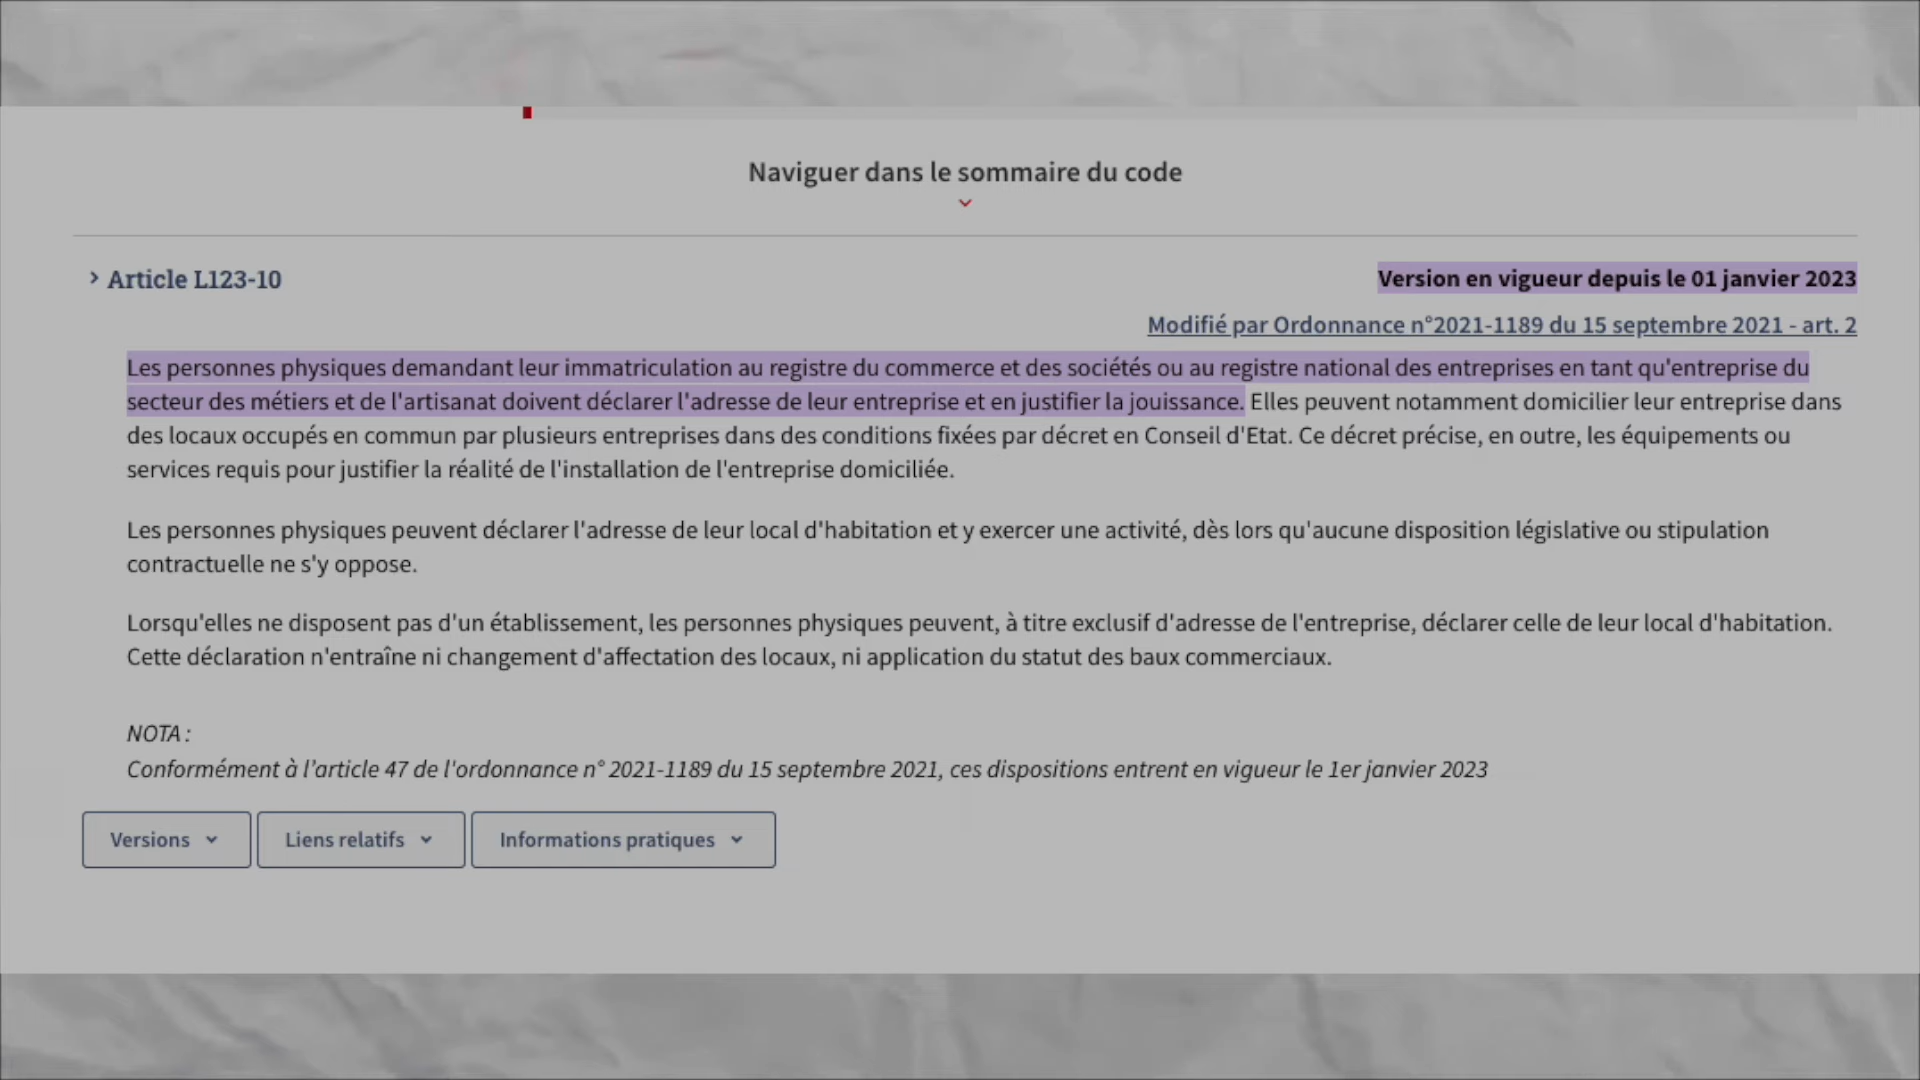 Naviguer dans le sommaire du code
Article L123-10
Version en vigueur depuis le 01 janvier 2023
Modifié par Ordonnance n°2021-1189 du 15 septembre 2021 - art. 2
Les personnes physiques demandant leur immatriculation au registre du commerce et des sociétés ou au registre national des entreprises en tant qu'entreprise du
secteur des métiers et de l'artisanat doivent déclarer l'adresse de leur entreprise et en justifier la jouissance. Elles peuvent notamment domicilier leur entreprise dans
des locaux occupés en commun par plusieurs entreprises dans des conditions fixées par décret en Conseil d'Etat. Ce décret précise, en outre, les équipements ou
services requis pour justifier la réalité de l'installation de l'entreprise domiciliée.
Les personnes physiques peuvent déclarer l'adresse de leur local d'habitation et y exercer une activité, dès lors qu'aucune disposition législative ou stipulation
contractuelle ne s'y oppose.
Lorsqu'elles ne disposent pas d'un établissement, les personnes physiques peuvent, à titre exclusif d'adresse de l'entreprise, déclarer celle de leur local d'habitation.
Cette déclaration n'entraîne ni changement d'affectation des locaux, ni application du statut des baux commerciaux.
NOTA :
Conformément à l’article 47 de l'ordonnance n° 2021-1189 du 15 septembre 2021, ces dispositions entrent en vigueur le 1er janvier 2023
Versions
Liens relatifs
Informations pratiques